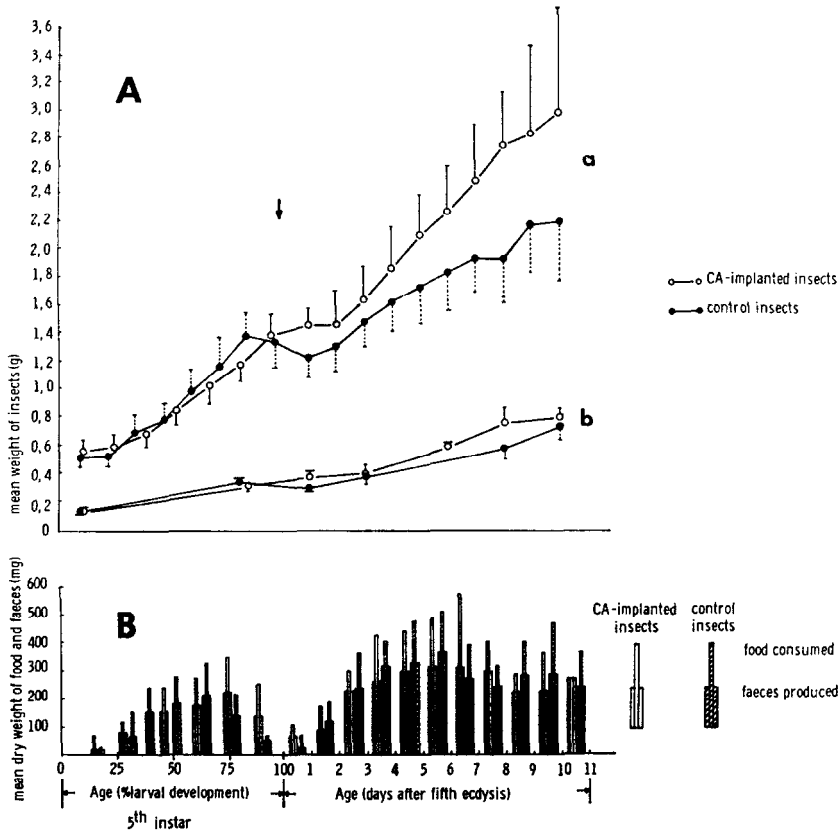 3,6
3,4
3,2
3,0
2,8
2,6
2,4
2,2
2,0
1,8
1,6
1,4
1,2
1,0
0,8
0,6
0,4
0,2
0
mean weight of insects (g)
A
a
b
CA-implanted insects
control insects
600
500
400
300
200
100
mean dry weight of food and faeces (mg)
B
CA-implanted insects
control insects
food consumed
faeces produced
0 25 50 75 100 1 2 3 4 5 6 7 8 9 10 11
Age (% larval development)
Age (days after fifth ecdysis)
5th instar